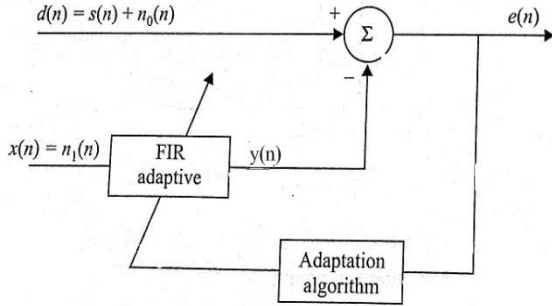 d(n) = s(n) + n₀(n)
+
Σ
e(n)
−
x(n) = n₁(n)
FIR
adaptive
y(n)
Adaptation
algorithm